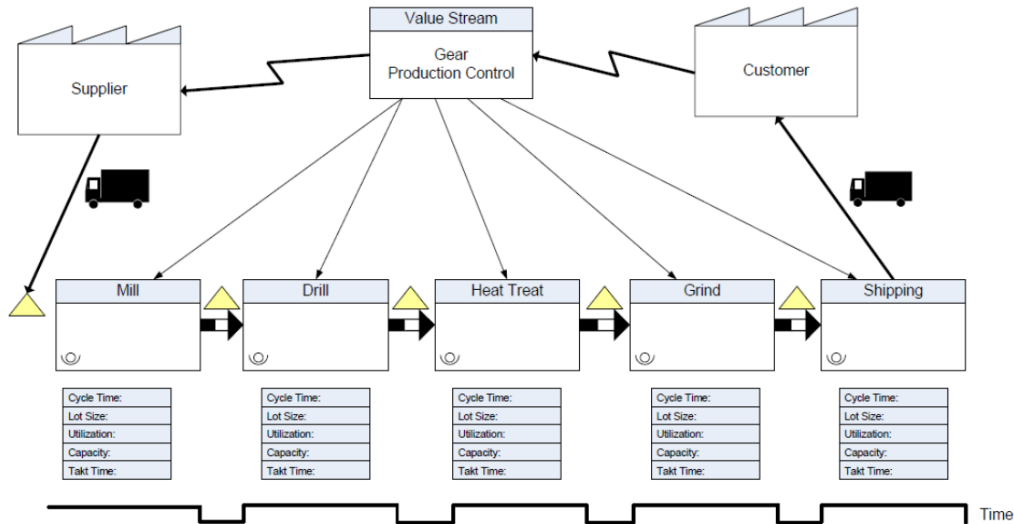 Value Stream
Gear
Production Control
Supplier
Customer
Mill
Drill
Heat Treat
Grind
Shipping
Cycle Time:
Lot Size:
Utilization:
Capacity:
Takt Time:
Cycle Time:
Lot Size:
Utilization:
Capacity:
Takt Time:
Cycle Time:
Lot Size:
Utilization:
Capacity:
Takt Time:
Cycle Time:
Lot Size:
Utilization:
Capacity:
Takt Time:
Cycle Time:
Lot Size:
Utilization:
Capacity:
Takt Time:
Time